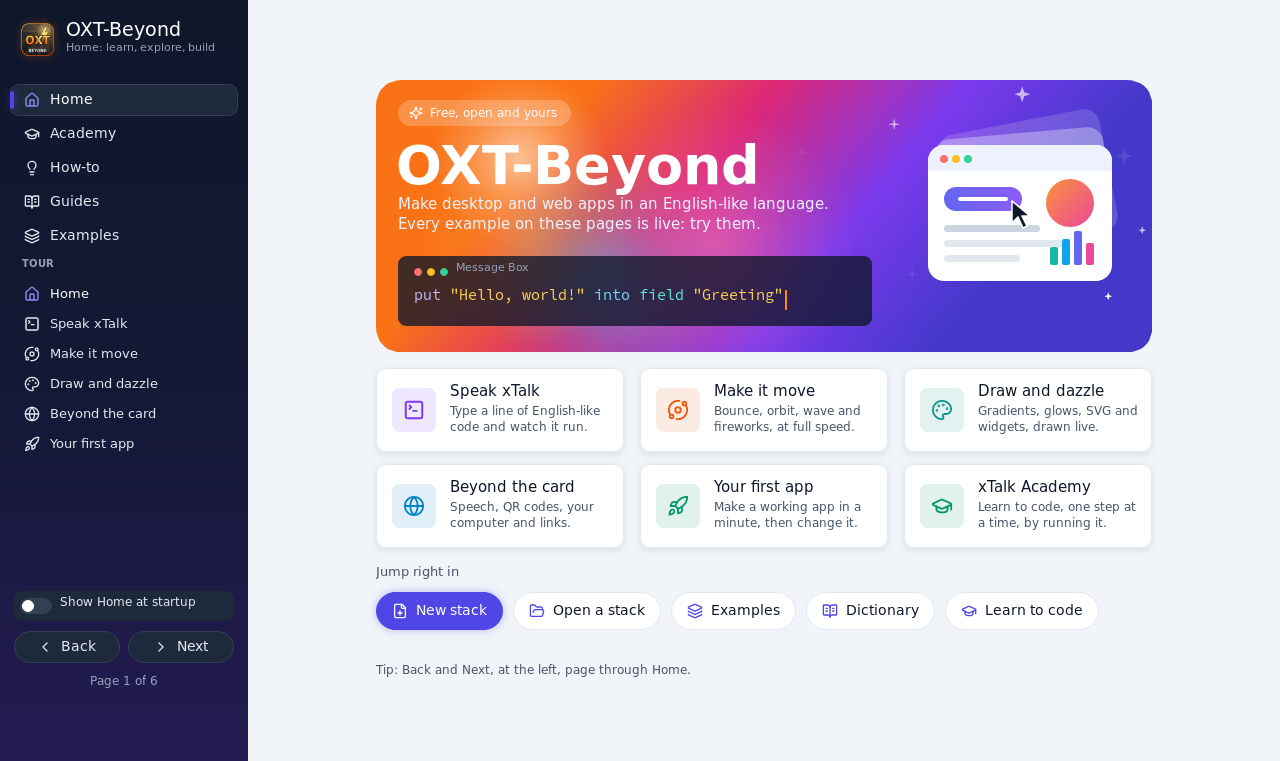 OXT
BEYOND
OXT-Beyond
Home: learn, explore, build
Home
Academy
How-to
Guides
Examples
TOUR
Home
Speak xTalk
Make it move
Draw and dazzle
Beyond the card
Your first app
Show Home at startup
Back
Next
Page 1 of 6
Free, open and yours
OXT-Beyond
Make desktop and web apps in an English-like language.
Every example on these pages is live: try them.
Message Box
put "Hello, world!" into field "Greeting"
Speak xTalk
Type a line of English-like
code and watch it run.
Make it move
Bounce, orbit, wave and
fireworks, at full speed.
Draw and dazzle
Gradients, glows, SVG and
widgets, drawn live.
Beyond the card
Speech, QR codes, your
computer and links.
Your first app
Make a working app in a
minute, then change it.
xTalk Academy
Learn to code, one step at
a time, by running it.
Jump right in
New stack
Open a stack
Examples
Dictionary
Learn to code
Tip: Back and Next, at the left, page through Home.